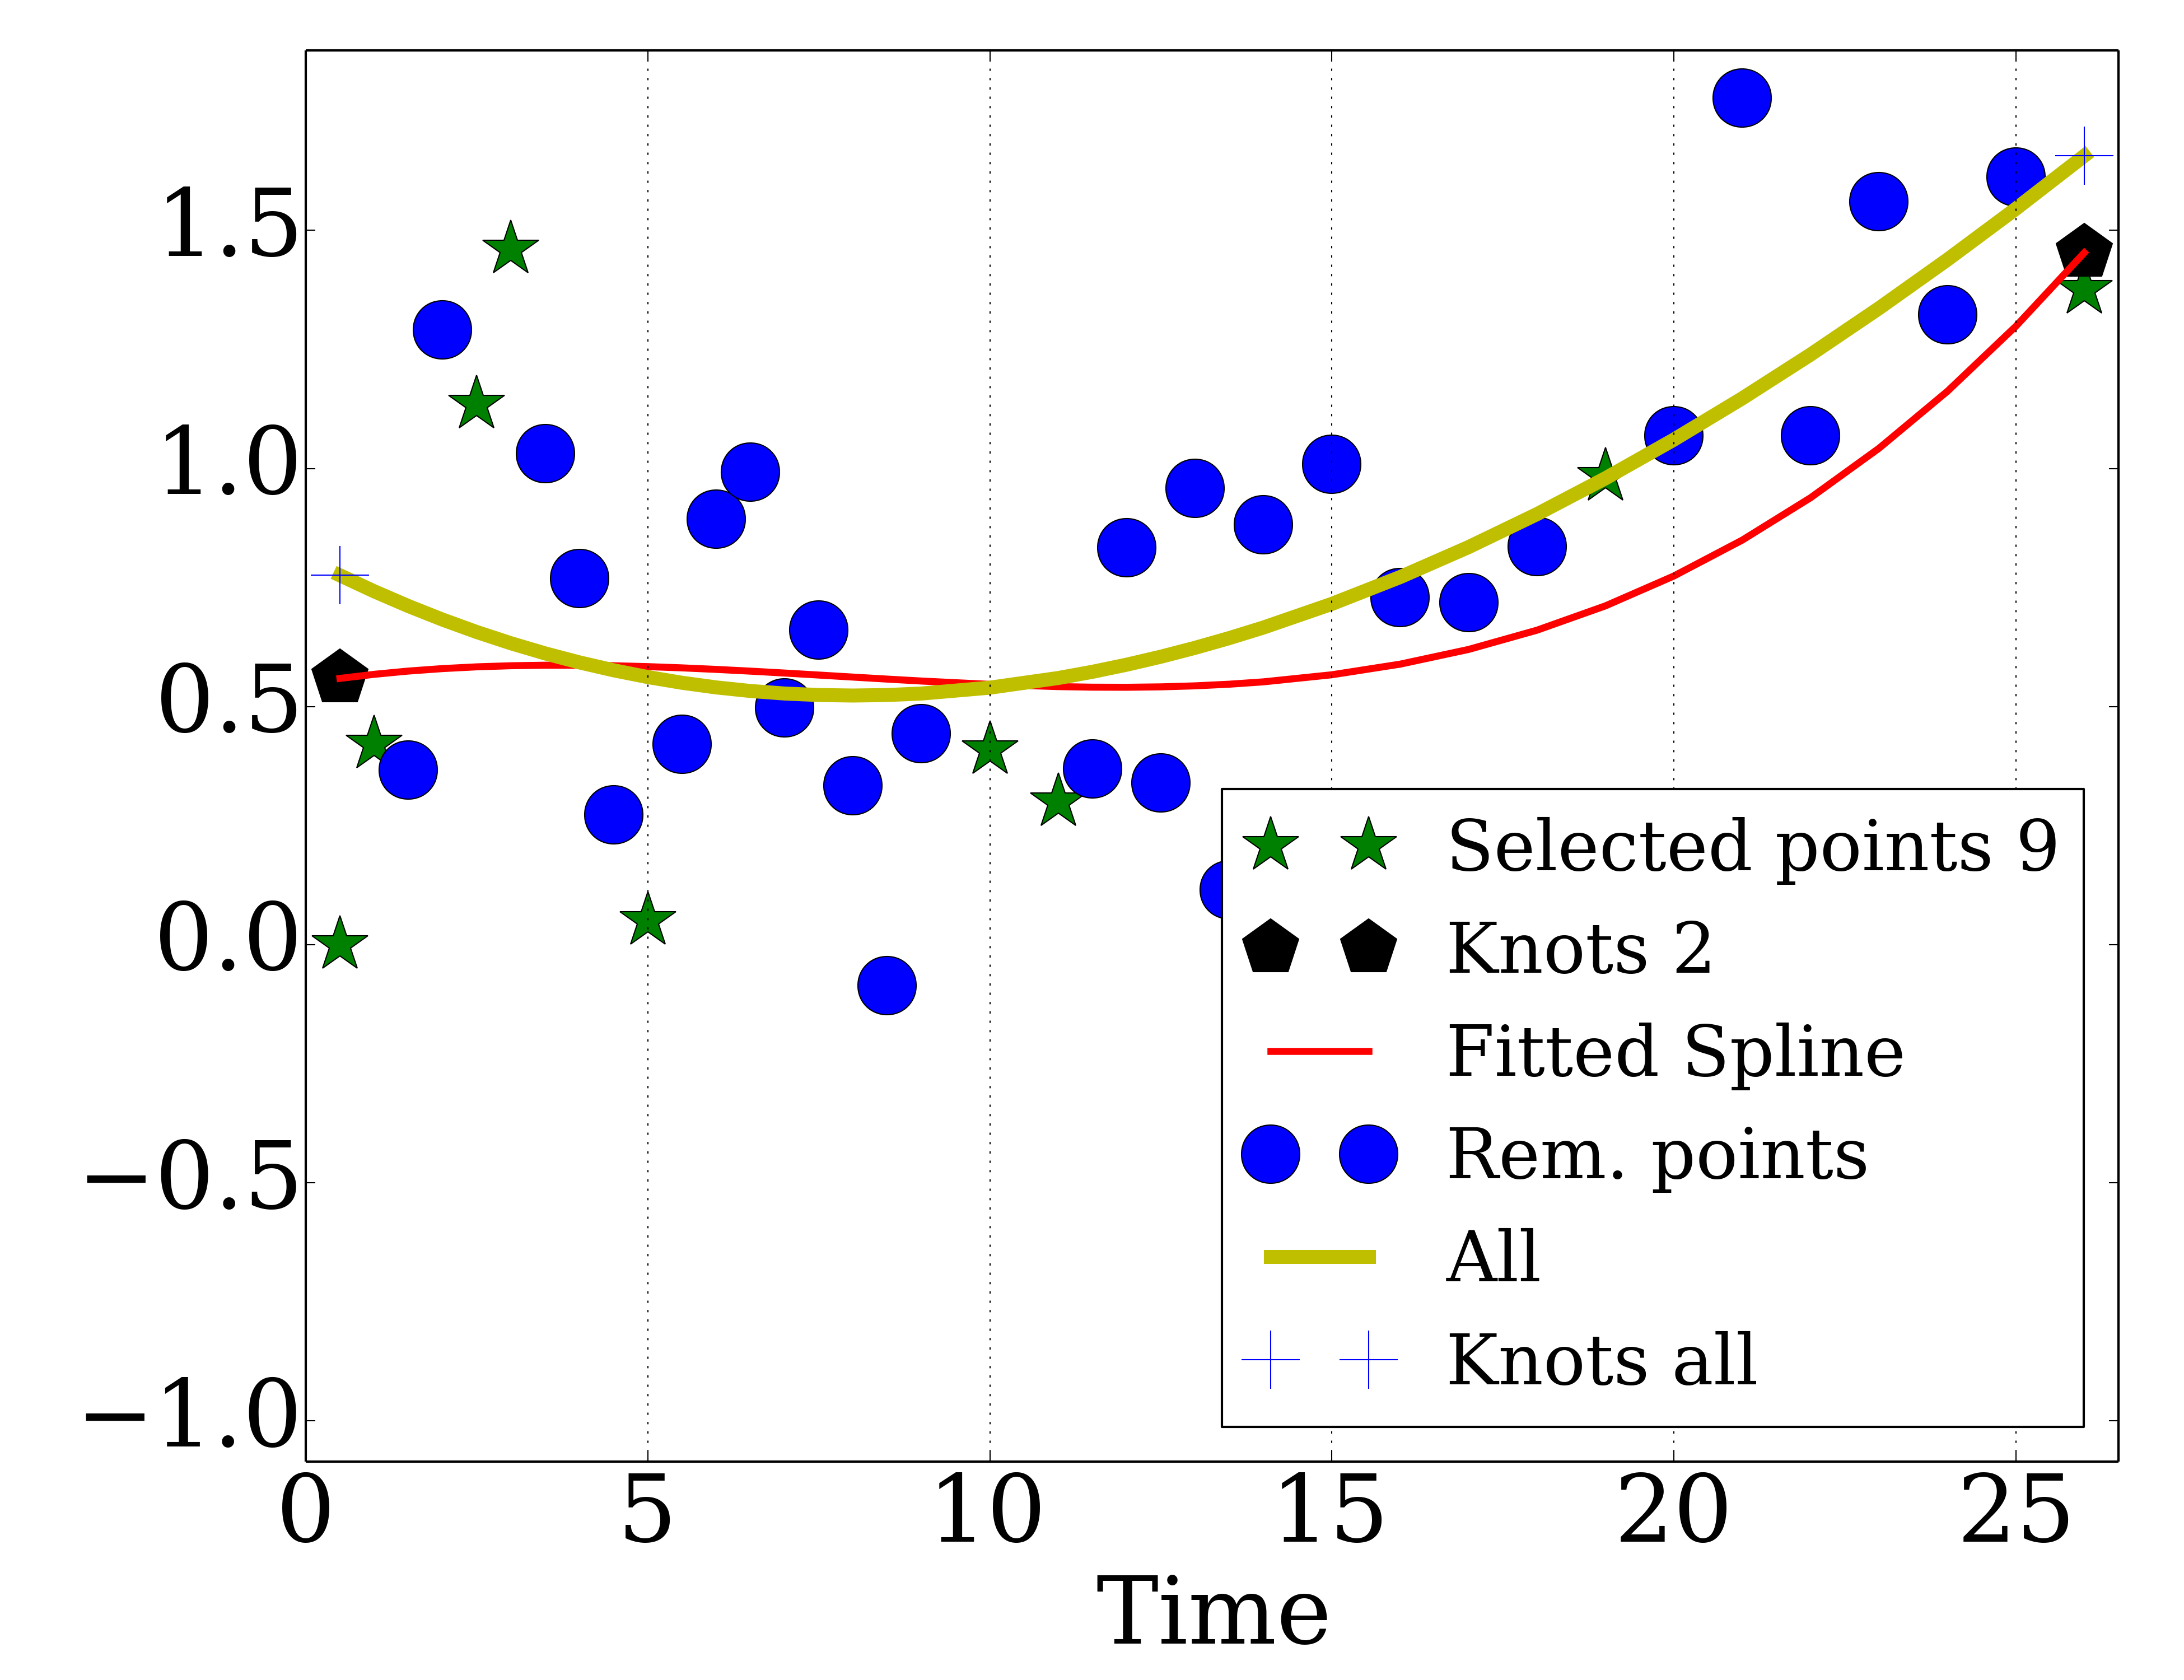 1.5
1.0
0.5
0.0
−0.5
−1.0
Selected points 9
Knots 2
Fitted Spline
Rem. points
All
Knots all
0 5 10 15 20 25
Time